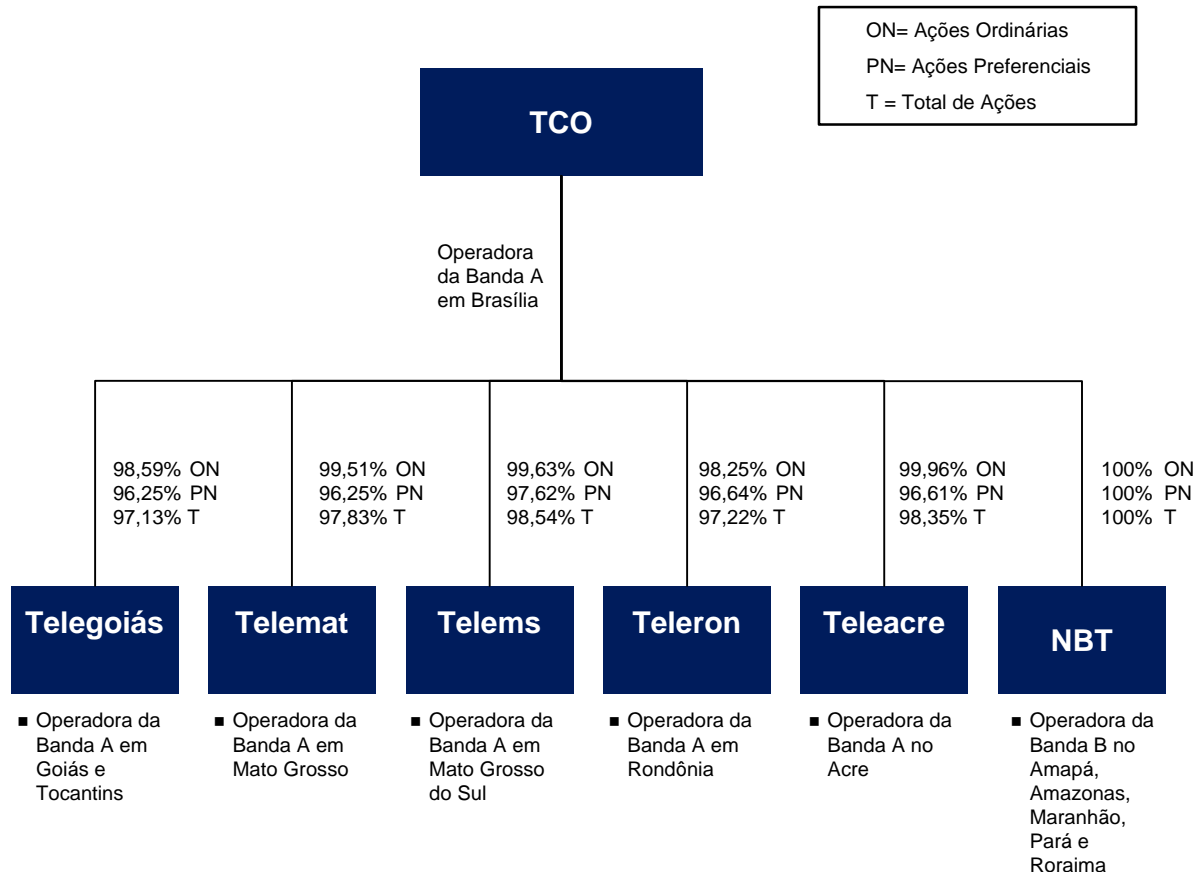 ON= Ações Ordinárias
PN= Ações Preferenciais
T = Total de Ações
TCO
Operadora
da Banda A
em Brasília
98,59% ON
96,25% PN
97,13% T
99,51% ON
96,25% PN
97,83% T
99,63% ON
97,62% PN
98,54% T
98,25% ON
96,64% PN
97,22% T
99,96% ON
96,61% PN
98,35% T
100% ON
100% PN
100% T
Telegoiás
Telemat
Telems
Teleron
Teleacre
NBT
■ Operadora da
Banda A em
Goiás e
Tocantins
■ Operadora da
Banda A em
Mato Grosso
■ Operadora da
Banda A em
Mato Grosso
do Sul
■ Operadora da
Banda A em
Rondônia
■ Operadora da
Banda A no
Acre
■ Operadora da
Banda B no
Amapá,
Amazonas,
Maranhão,
Pará e
Roraima